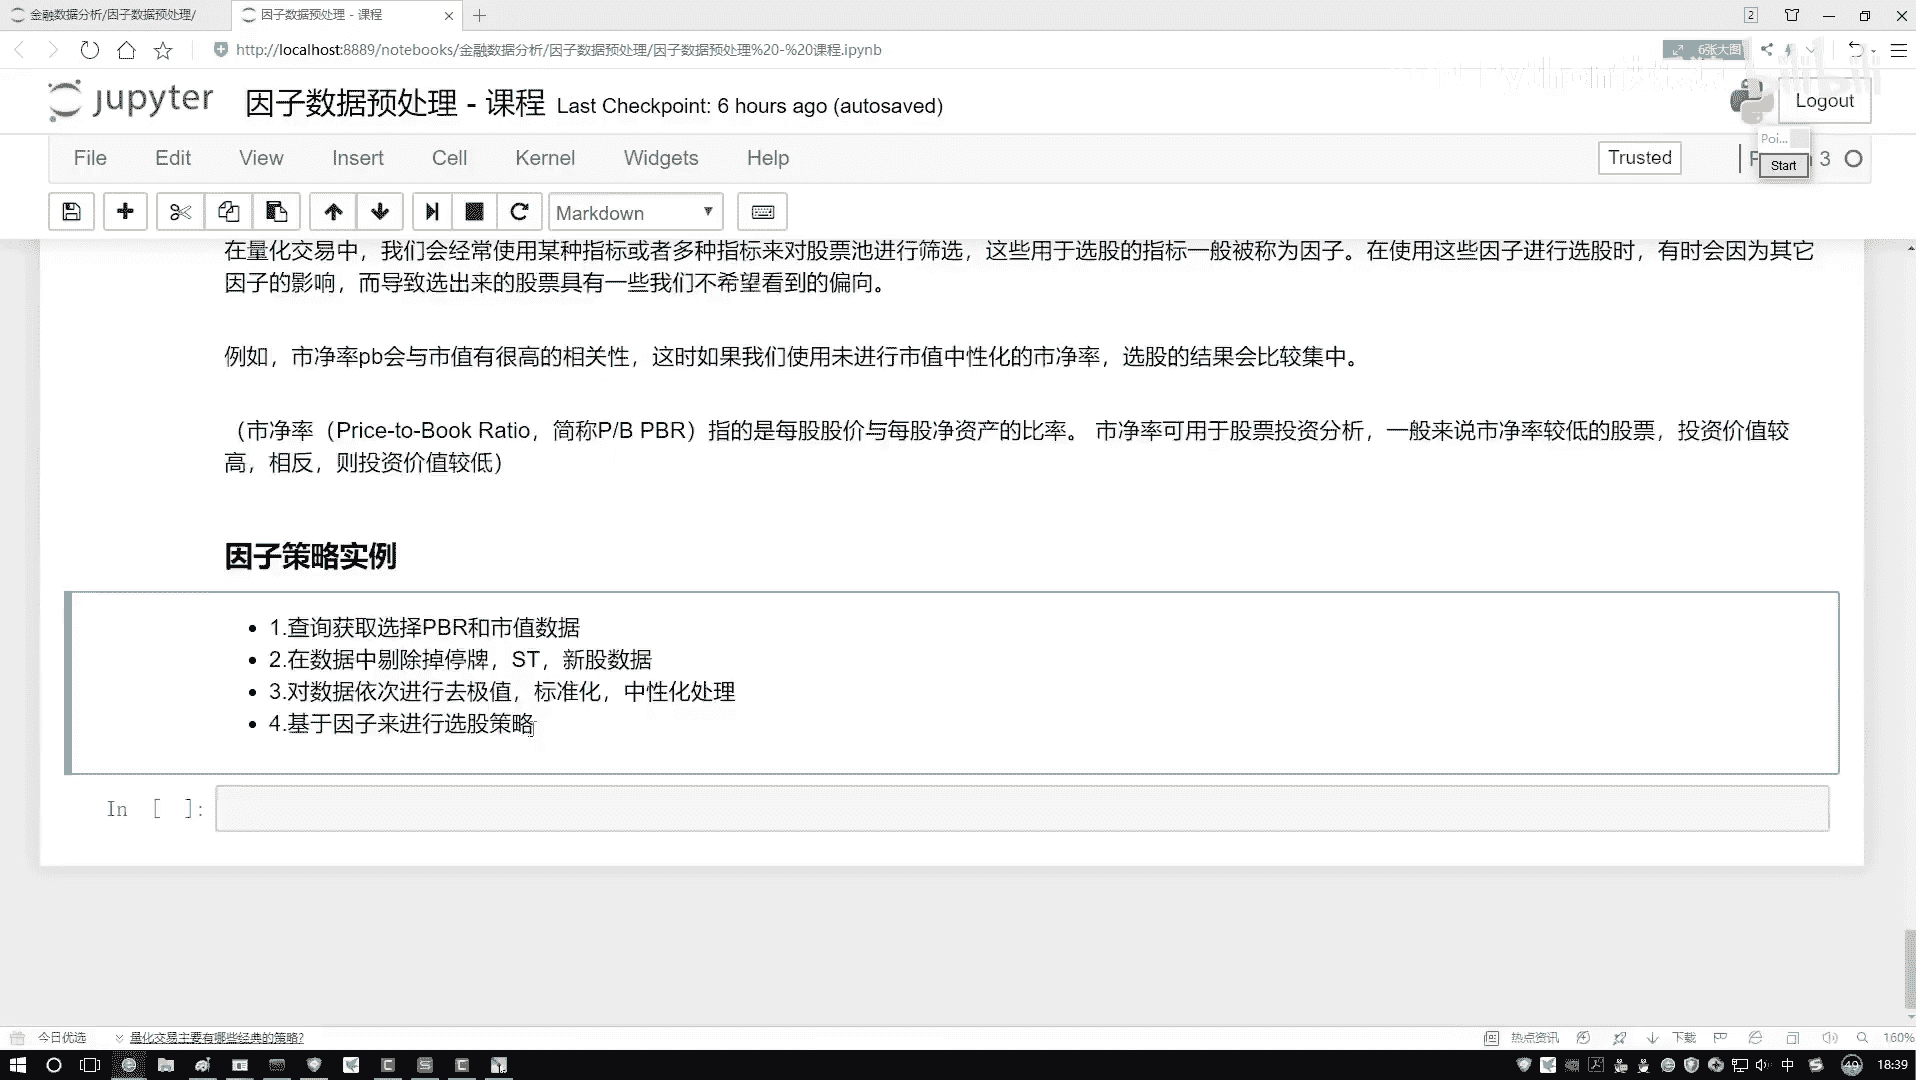 金融数据分析/因子数据预处理/
因子数据预处理 - 课程
2
http://localhost:8889/notebooks/金融数据分析/因子数据预处理/因子数据预处理%20-%20课程.ipynb
6张大图
bilibili
jupyter
因子数据预处理 - 课程 Last Checkpoint: 6 hours ago (autosaved)
Logout
File Edit View Insert Cell Kernel Widgets Help
Trusted
Poi...
Start
3
Markdown
在量化交易中，我们会经常使用某种指标或者多种指标来对股票池进行筛选，这些用于选股的指标一般被称为因子。在使用这些因子进行选股时，有时会因为其它
因子的影响，而导致选出来的股票具有一些我们不希望看到的偏向。
例如，市净率pb会与市值有很高的相关性，这时如果我们使用未进行市值中性化的市净率，选股的结果会比较集中。
（市净率（Price-to-Book Ratio，简称P/B PBR）指的是每股股价与每股净资产的比率。 市净率可用于股票投资分析，一般来说市净率较低的股票，投资价值较
高，相反，则投资价值较低）
因子策略实例
1.查询获取选择PBR和市值数据
2.在数据中剔除掉停牌，ST，新股数据
3.对数据依次进行去极值，标准化，中性化处理
4.基于因子来进行选股策略
In [ ]:
今日优选
量化交易主要有哪些经典的策略?
热点资讯
下载
160%
中
49
18:39